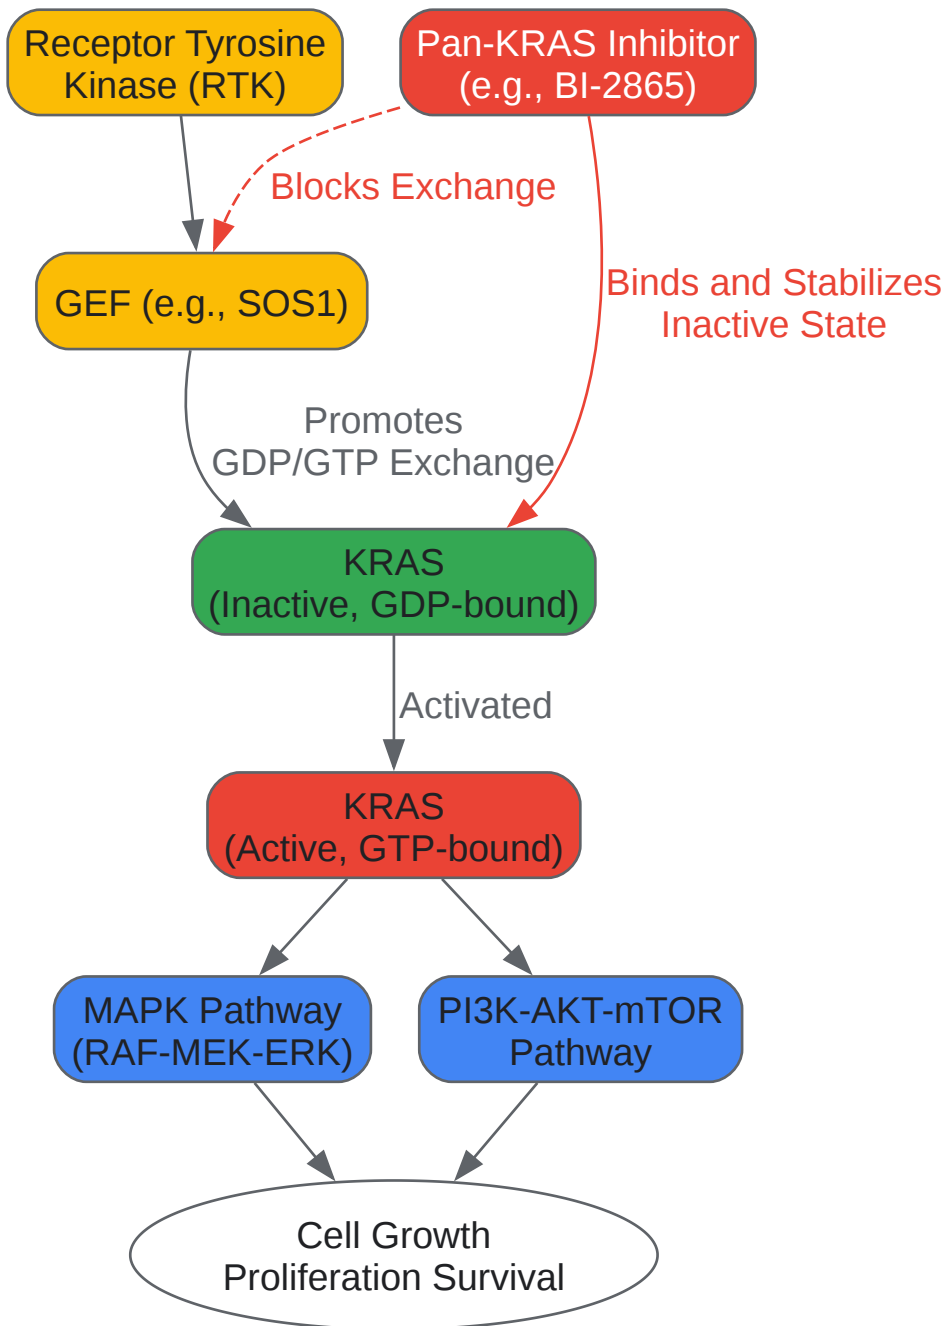 Receptor Tyrosine
Kinase (RTK)
Pan-KRAS Inhibitor
(e.g., BI-2865)
Blocks Exchange
GEF (e.g., SOS1)
Binds and Stabilizes
Inactive State
Promotes
GDP/GTP Exchange
KRAS
(Inactive, GDP-bound)
Activated
KRAS
(Active, GTP-bound)
MAPK Pathway
(RAF-MEK-ERK)
PI3K-AKT-mTOR
Pathway
Cell Growth
Proliferation Survival